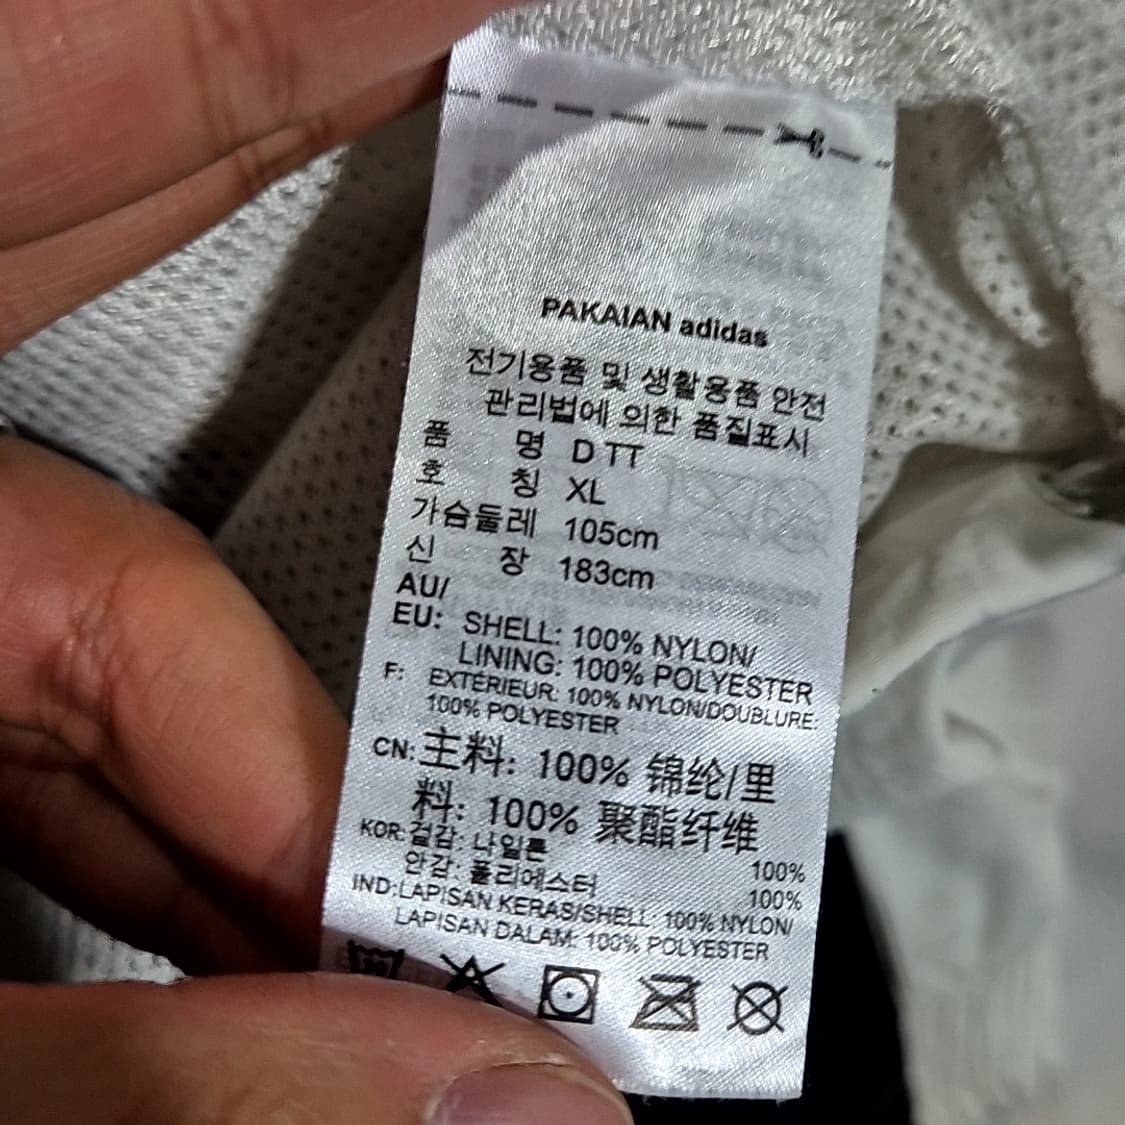 PAKAIAN adidas
전기용품 및 생활용품 안전
관리법에 의한 품질표시
품 명 D TT
호 칭 XL
가슴둘레 105cm
신 장 183cm
AU/
EU: SHELL: 100% NYLON/
LINING: 100% POLYESTER
F: EXTÉRIEUR: 100% NYLON/DOUBLURE:
100% POLYESTER
CN: 主料: 100% 锦纶/里
料: 100% 聚酯纤维
KOR: 겉감: 나일론 100%
안감: 폴리에스터 100%
IND: LAPISAN KERAS/SHELL: 100% NYLON/
LAPISAN DALAM: 100% POLYESTER